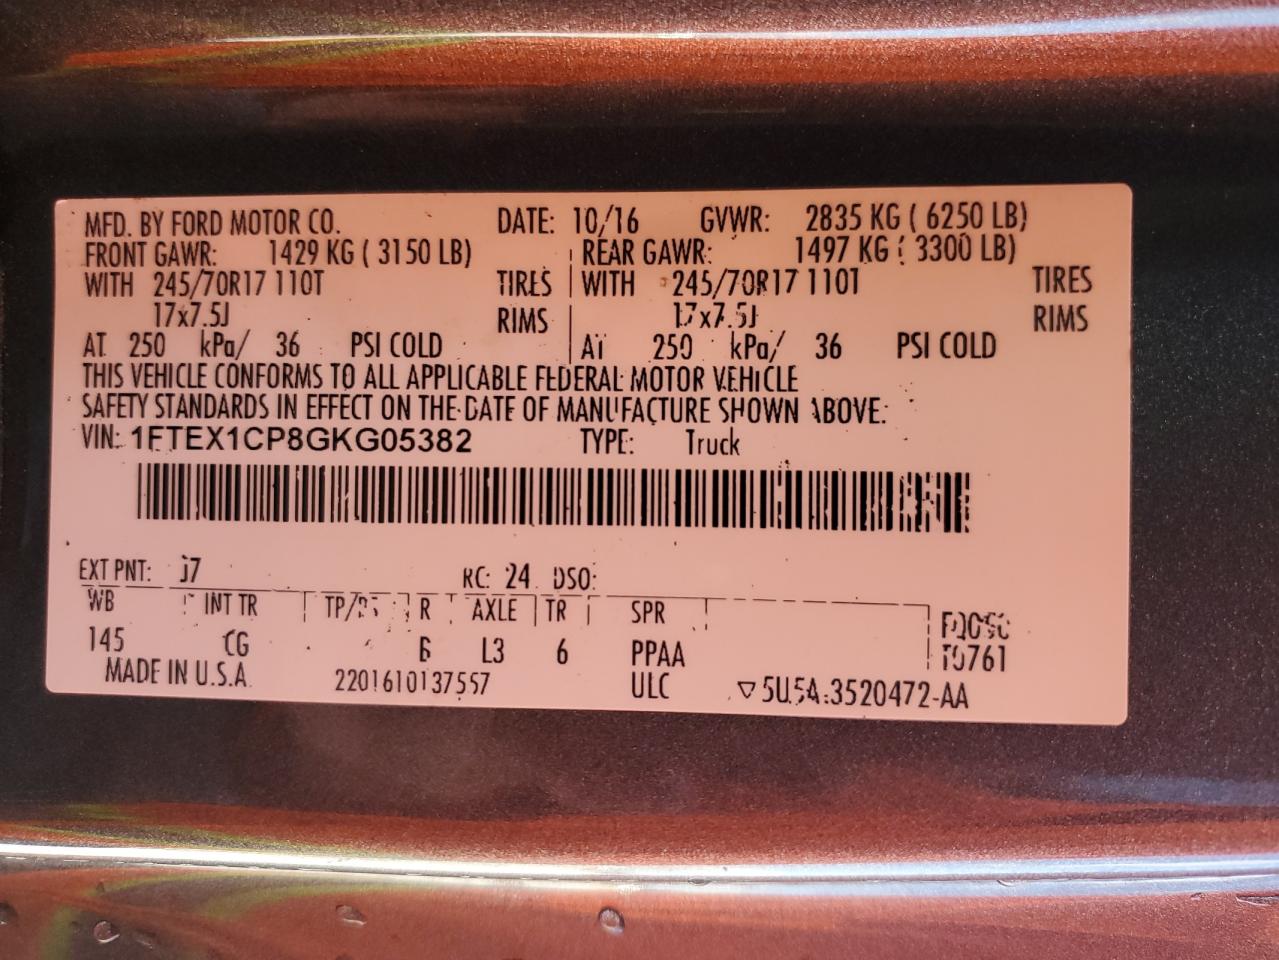 MFD. BY FORD MOTOR CO. DATE: 10/16 GVWR: 2835 KG ( 6250 LB)
FRONT GAWR: 1429 KG ( 3150 LB) REAR GAWR: 1497 KG ( 3300 LB)
WITH 245/70R17 110T TIRES WITH 245/70R17 110T TIRES
17x7.5J RIMS 17x7.5J RIMS
AT 250 kPa/ 36 PSI COLD AT 250 kPa/ 36 PSI COLD
THIS VEHICLE CONFORMS TO ALL APPLICABLE FEDERAL MOTOR VEHICLE
SAFETY STANDARDS IN EFFECT ON THE DATE OF MANUFACTURE SHOWN ABOVE.
VIN: 1FTEX1CP8GKG05382 TYPE: Truck
EXT PNT: J7 RC: 24 DSO:
WB INT TR TP/PS R AXLE TR SPR
145 CG L3 6 PPAA
MADE IN U.S.A. 2201610137557 ULC ▽5U5A-3520472-AA